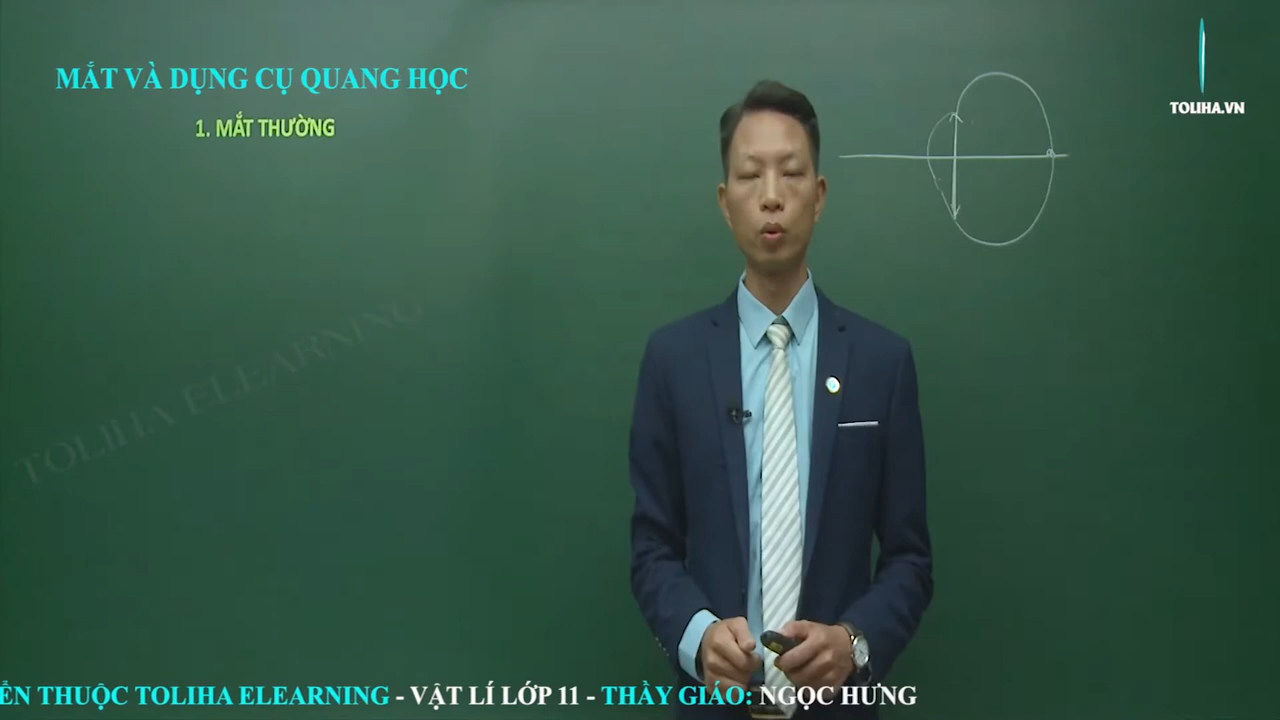 MẮT VÀ DỤNG CỤ QUANG HỌC
1. MẮT THƯỜNG
TOLIHA.VN
TOLIHA ELEARNING
ỀN THUỘC TOLIHA ELEARNING - VẬT LÍ LỚP 11 - THẦY GIÁO: NGỌC HƯNG